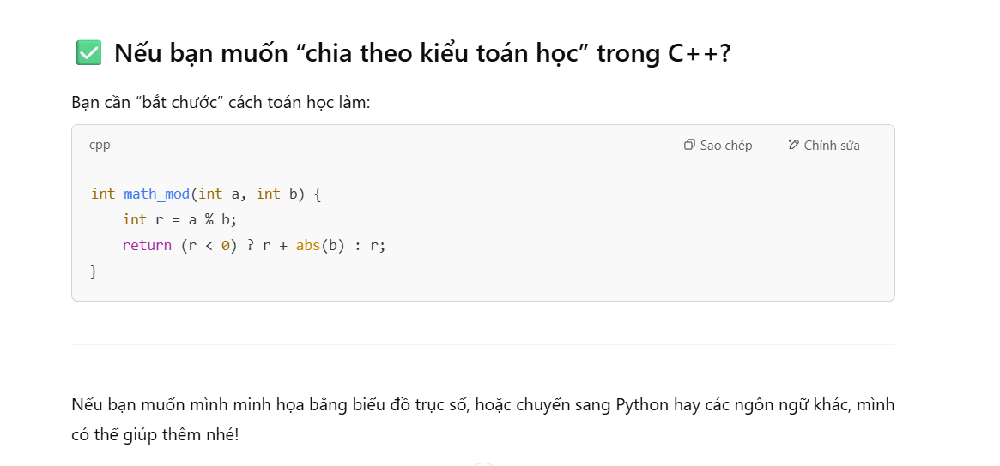 ✅ Nếu bạn muốn “chia theo kiểu toán học” trong C++?
Bạn cần “bắt chước” cách toán học làm:
cpp
Sao chép
Chỉnh sửa
int math_mod(int a, int b) {
    int r = a % b;
    return (r < 0) ? r + abs(b) : r;
}
Nếu bạn muốn mình minh họa bằng biểu đồ trục số, hoặc chuyển sang Python hay các ngôn ngữ khác, mình
có thể giúp thêm nhé!